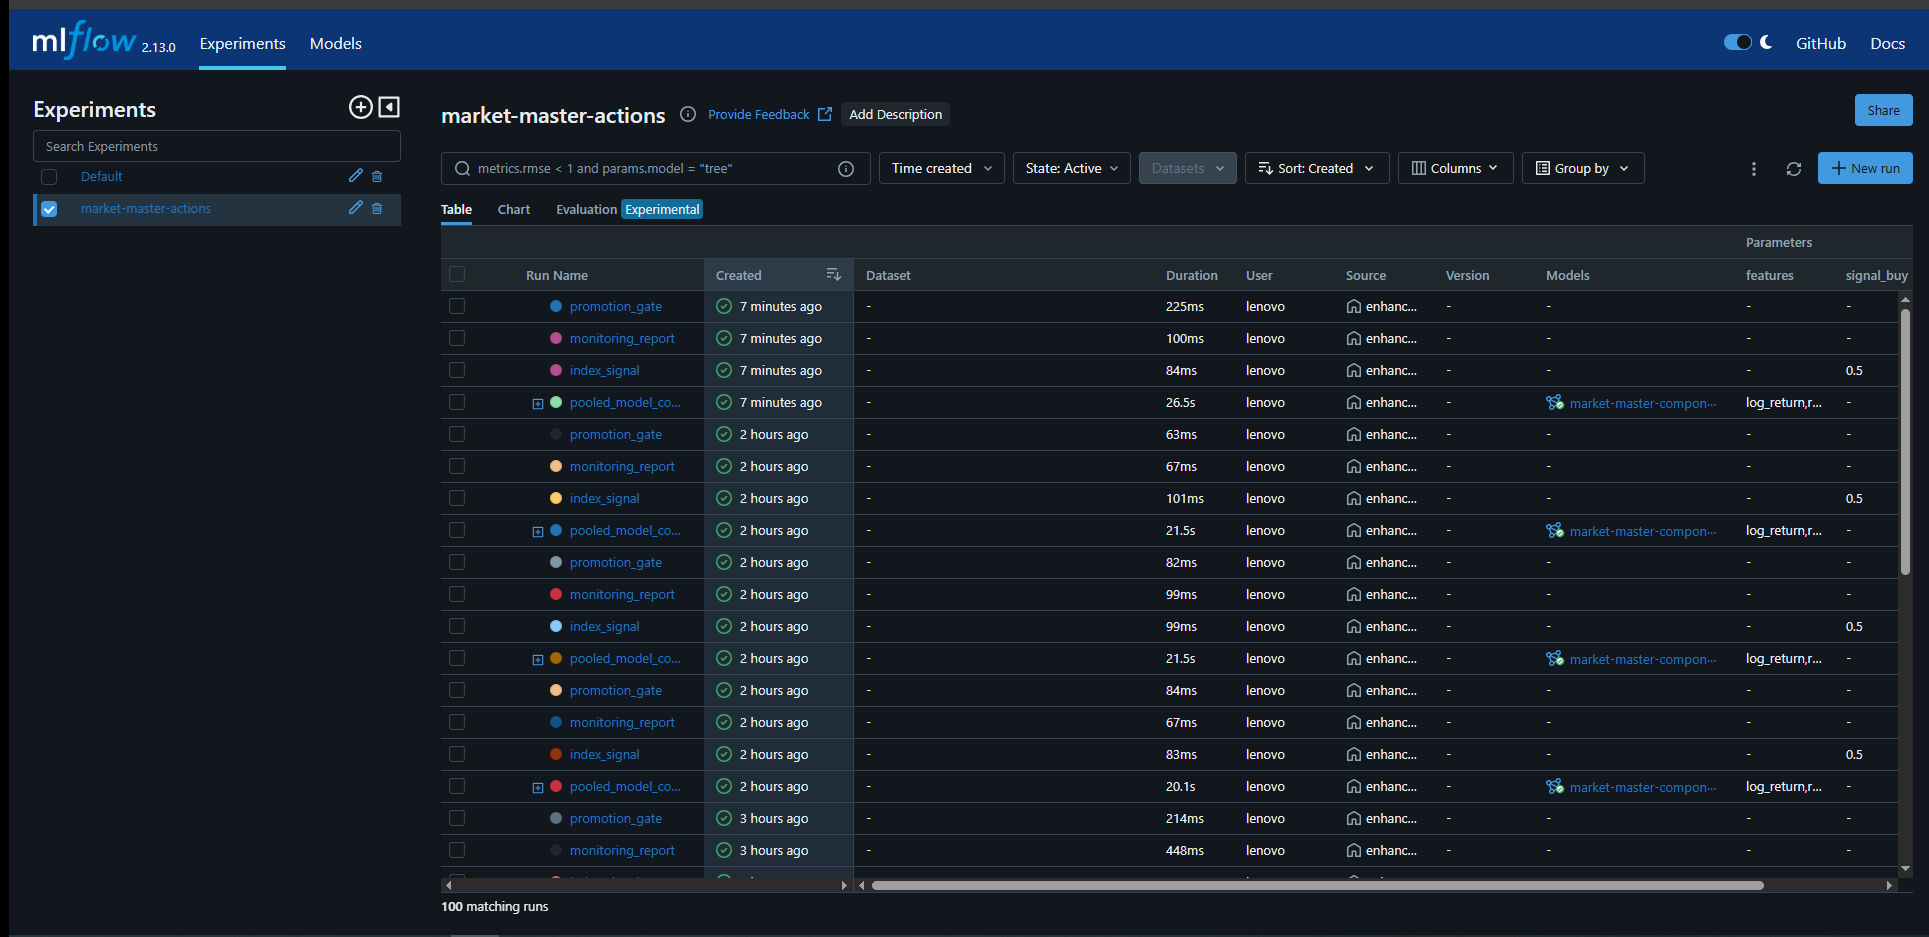 mlflow 2.13.0 Experiments Models GitHub Docs
Experiments
Search Experiments
Default
market-master-actions
market-master-actions Provide Feedback Add Description Share
metrics.rmse < 1 and params.model = "tree" Time created State: Active Datasets Sort: Created Columns Group by New run
Table Chart Evaluation Experimental
Parameters
Run Name Created Dataset Duration User Source Version Models features signal_buy
promotion_gate 7 minutes ago - 225ms lenovo enhanc... - - - -
monitoring_report 7 minutes ago - 100ms lenovo enhanc... - - - -
index_signal 7 minutes ago - 84ms lenovo enhanc... - - - 0.5
pooled_model_co... 7 minutes ago - 26.5s lenovo enhanc... - market-master-compon... log_return,r... -
promotion_gate 2 hours ago - 63ms lenovo enhanc... - - - -
monitoring_report 2 hours ago - 67ms lenovo enhanc... - - - -
index_signal 2 hours ago - 101ms lenovo enhanc... - - - 0.5
pooled_model_co... 2 hours ago - 21.5s lenovo enhanc... - market-master-compon... log_return,r... -
promotion_gate 2 hours ago - 82ms lenovo enhanc... - - - -
monitoring_report 2 hours ago - 99ms lenovo enhanc... - - - -
index_signal 2 hours ago - 99ms lenovo enhanc... - - - 0.5
pooled_model_co... 2 hours ago - 21.5s lenovo enhanc... - market-master-compon... log_return,r... -
promotion_gate 2 hours ago - 84ms lenovo enhanc... - - - -
monitoring_report 2 hours ago - 67ms lenovo enhanc... - - - -
index_signal 2 hours ago - 83ms lenovo enhanc... - - - 0.5
pooled_model_co... 2 hours ago - 20.1s lenovo enhanc... - market-master-compon... log_return,r... -
promotion_gate 3 hours ago - 214ms lenovo enhanc... - - - -
monitoring_report 3 hours ago - 448ms lenovo enhanc... - - - -
100 matching runs